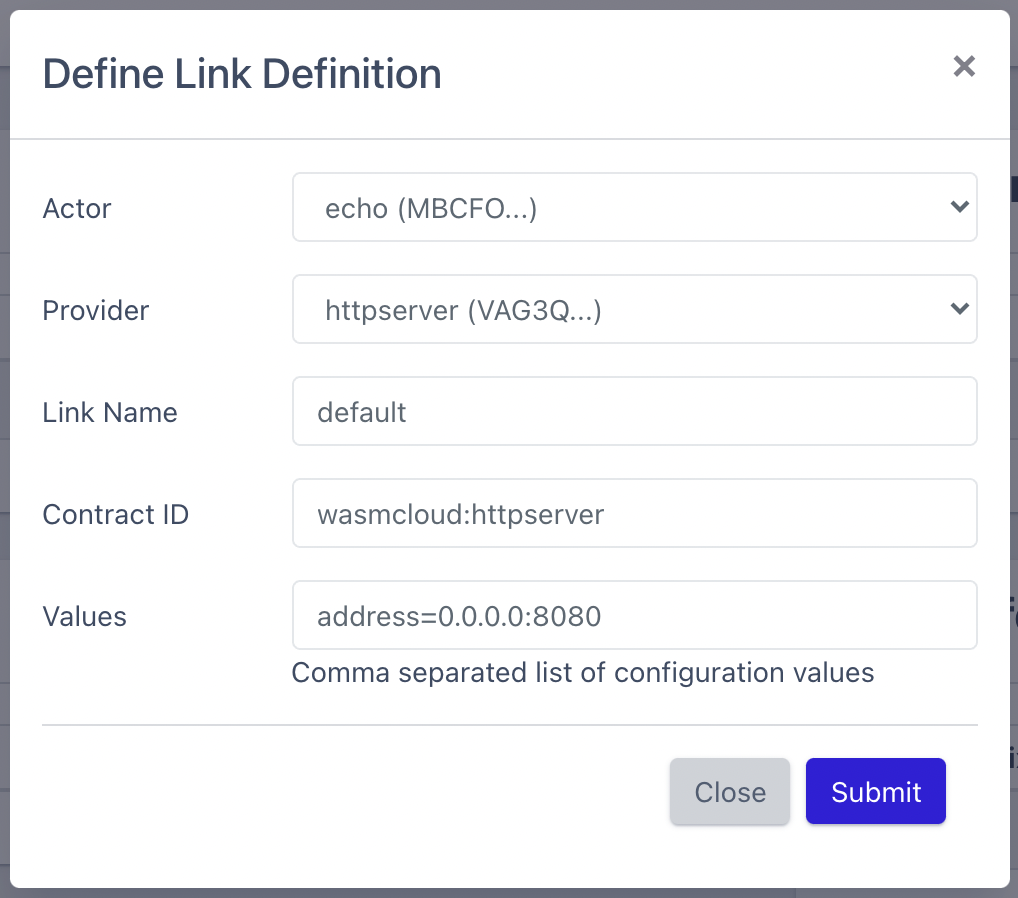 Define Link Definition ×
Actor echo (MBCFO...)
Provider httpserver (VAG3Q...)
Link Name default
Contract ID wasmcloud:httpserver
Values address=0.0.0.0:8080
Comma separated list of configuration values
Close Submit